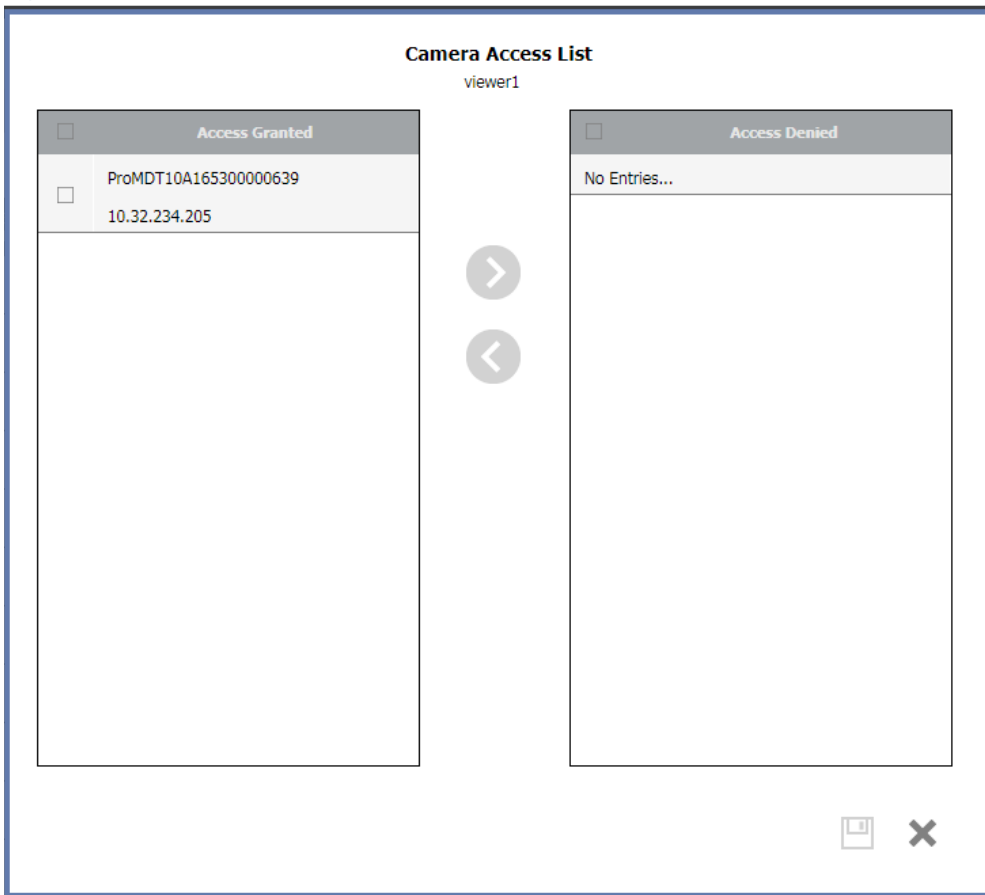 Camera Access List
viewer1
Access Granted
ProMDT10A165300000639
10.32.234.205
Access Denied
No Entries...